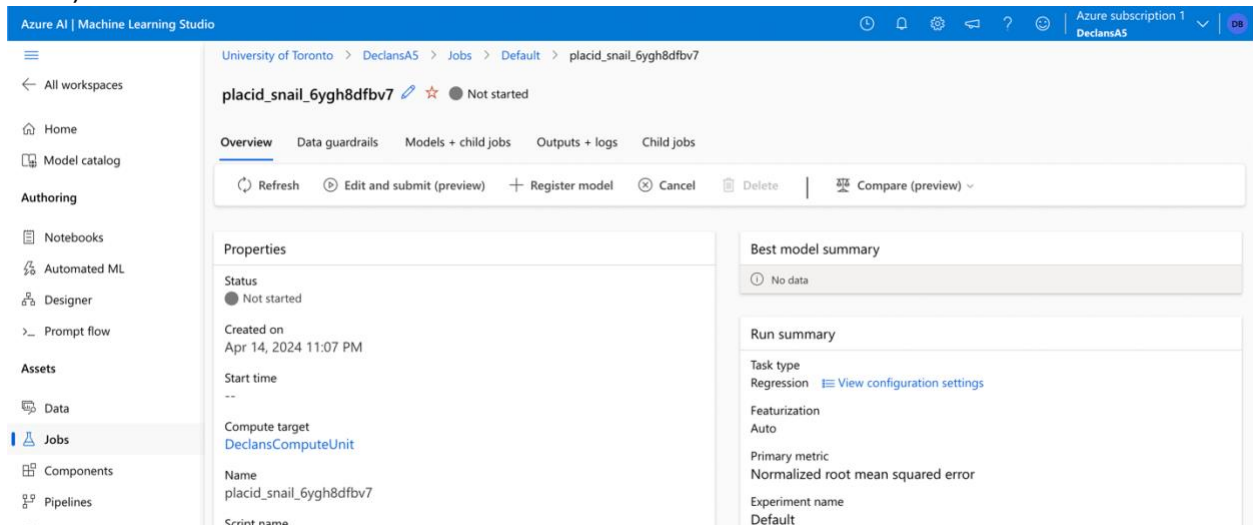 Azure AI | Machine Learning Studio
Azure subscription 1
DeclansA5
DB
All workspaces
Home
Model catalog
Authoring
Notebooks
Automated ML
Designer
Prompt flow
Assets
Data
Jobs
Components
Pipelines
University of Toronto > DeclansA5 > Jobs > Default > placid_snail_6ygh8dfbv7
placid_snail_6ygh8dfbv7 Not started
Overview Data guardrails Models + child jobs Outputs + logs Child jobs
Refresh Edit and submit (preview) + Register model Cancel Delete | Compare (preview)
Properties
Status
Not started
Created on
Apr 14, 2024 11:07 PM
Start time
--
Compute target
DeclansComputeUnit
Name
placid_snail_6ygh8dfbv7
Script name
Best model summary
No data
Run summary
Task type
Regression View configuration settings
Featurization
Auto
Primary metric
Normalized root mean squared error
Experiment name
Default